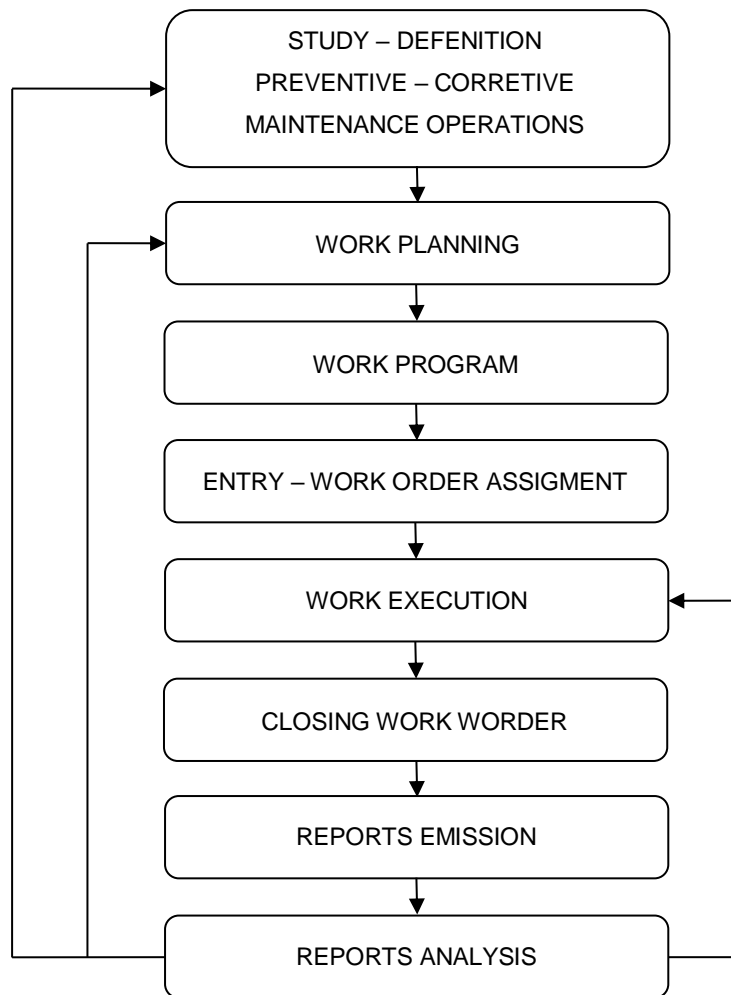 STUDY – DEFENITION
PREVENTIVE – CORRETIVE
MAINTENANCE OPERATIONS
WORK PLANNING
WORK PROGRAM
ENTRY – WORK ORDER ASSIGMENT
WORK EXECUTION
CLOSING WORK WORDER
REPORTS EMISSION
REPORTS ANALYSIS